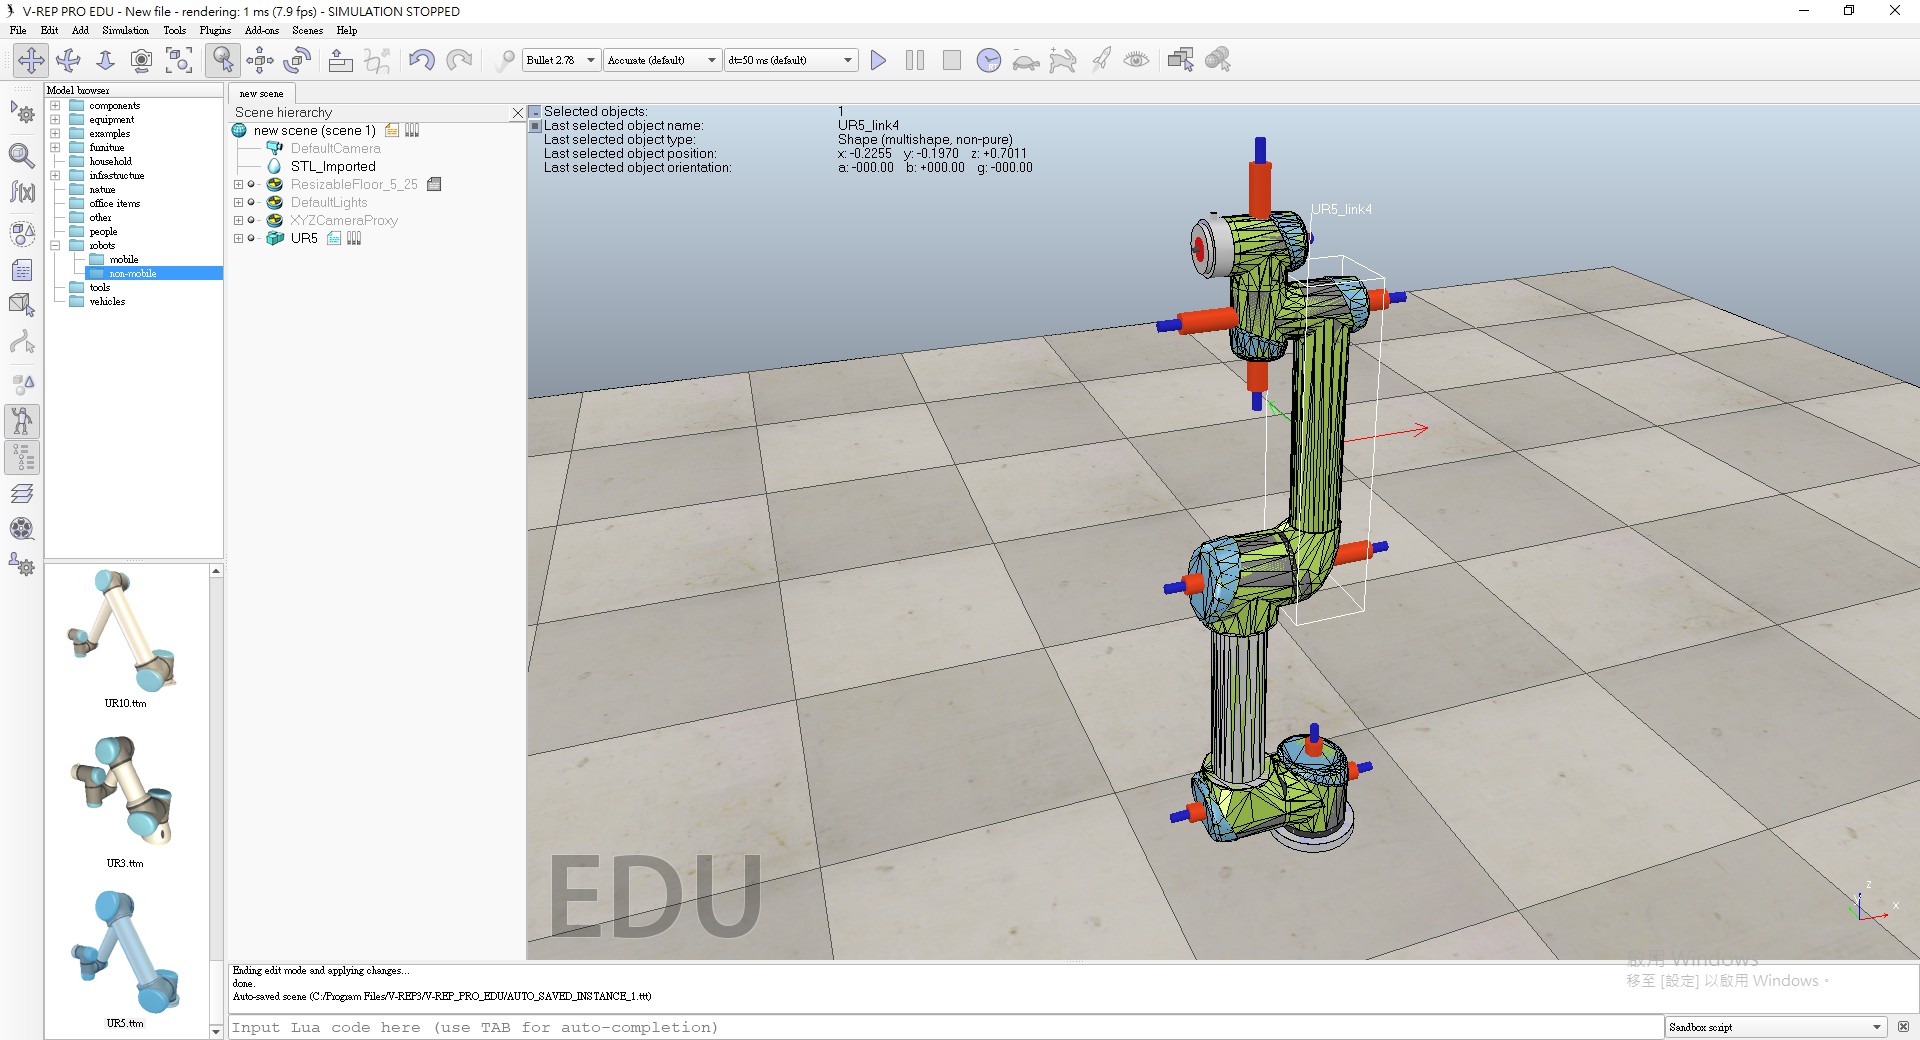 V-REP PRO EDU - New file - rendering: 1 ms (7.9 fps) - SIMULATION STOPPED
File Edit Add Simulation Tools Plugins Add-ons Scenes Help
Bullet 2.78 Accurate (default) dt=50 ms (default)
Model browser
components
equipment
examples
furniture
household
infrastructure
nature
office items
other
people
robots
mobile
non-mobile
tools
vehicles
UR10.ttm
UR3.ttm
UR5.ttm
new scene
Scene hierarchy
new scene (scene 1)
DefaultCamera
STL_Imported
ResizableFloor_5_25
DefaultLights
XYZCameraProxy
UR5
Selected objects: 1
Last selected object name: UR5_link4
Last selected object type: Shape (multishape, non-pure)
Last selected object position: x: -0.2255 y: -0.1970 z: +0.7011
Last selected object orientation: a: -000.00 b: +000.00 g: -000.00
UR5_link4
EDU
z
x
啟用 Windows
移至 [設定] 以啟用 Windows。
Ending edit mode and applying changes...
done.
Auto-saved scene (C:/Program Files/V-REP3/V-REP_PRO_EDU/AUTO_SAVED_INSTANCE_1.ttt)
Input Lua code here (use TAB for auto-completion)
Sandbox script